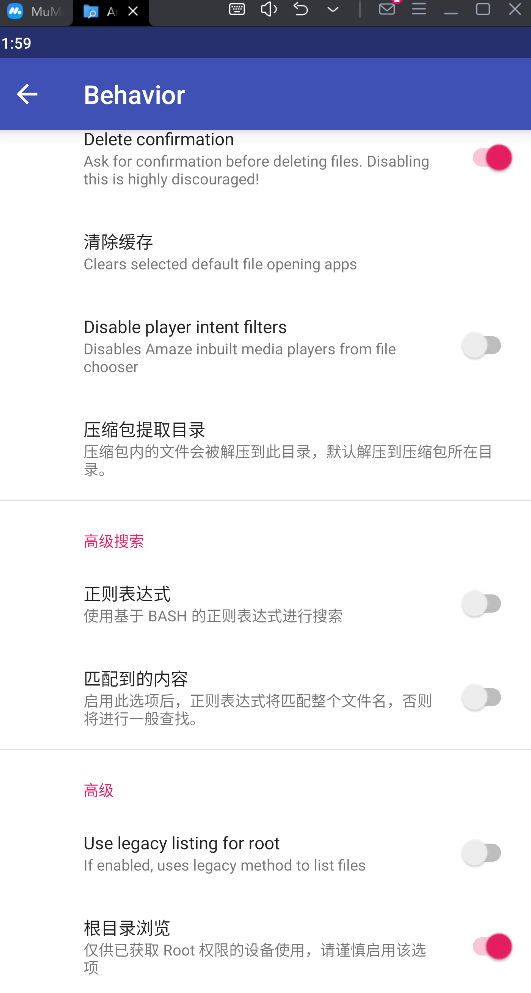 MuM
A
1:59
Behavior
Delete confirmation
Ask for confirmation before deleting files. Disabling
this is highly discouraged!
清除缓存
Clears selected default file opening apps
Disable player intent filters
Disables Amaze inbuilt media players from file
chooser
压缩包提取目录
压缩包内的文件会被解压到此目录，默认解压到压缩包所在目
录。
高级搜索
正则表达式
使用基于 BASH 的正则表达式进行搜索
匹配到的内容
启用此选项后，正则表达式将匹配整个文件名，否则
将进行一般查找。
高级
Use legacy listing for root
If enabled, uses legacy method to list files
根目录浏览
仅供已获取 Root 权限的设备使用，请谨慎启用该选
项